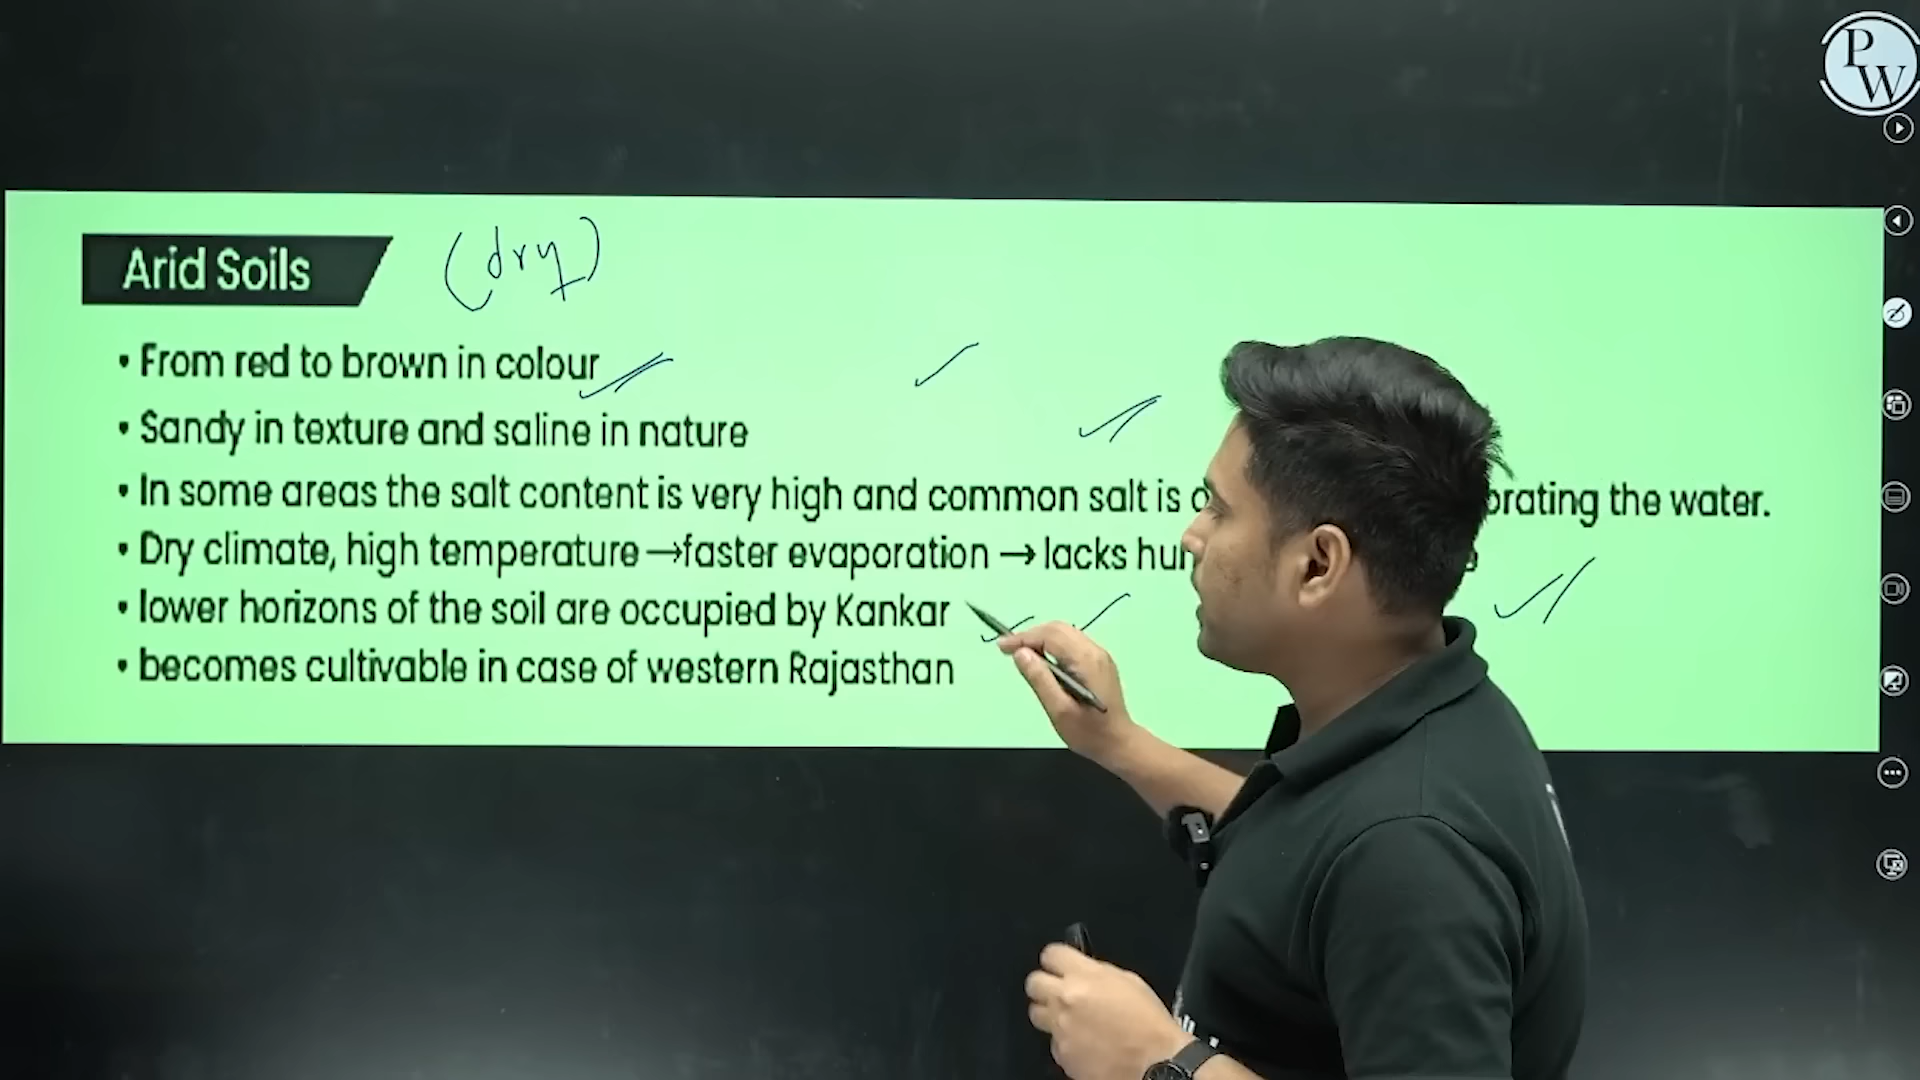 PW
Arid Soils (dry)
• From red to brown in colour
• Sandy in texture and saline in nature
• In some areas the salt content is very high and common salt is the water.
• Dry climate, high temperature →faster evaporation → lacks
• lower horizons of the soil are occupied by Kankar
• becomes cultivable in case of western Rajasthan